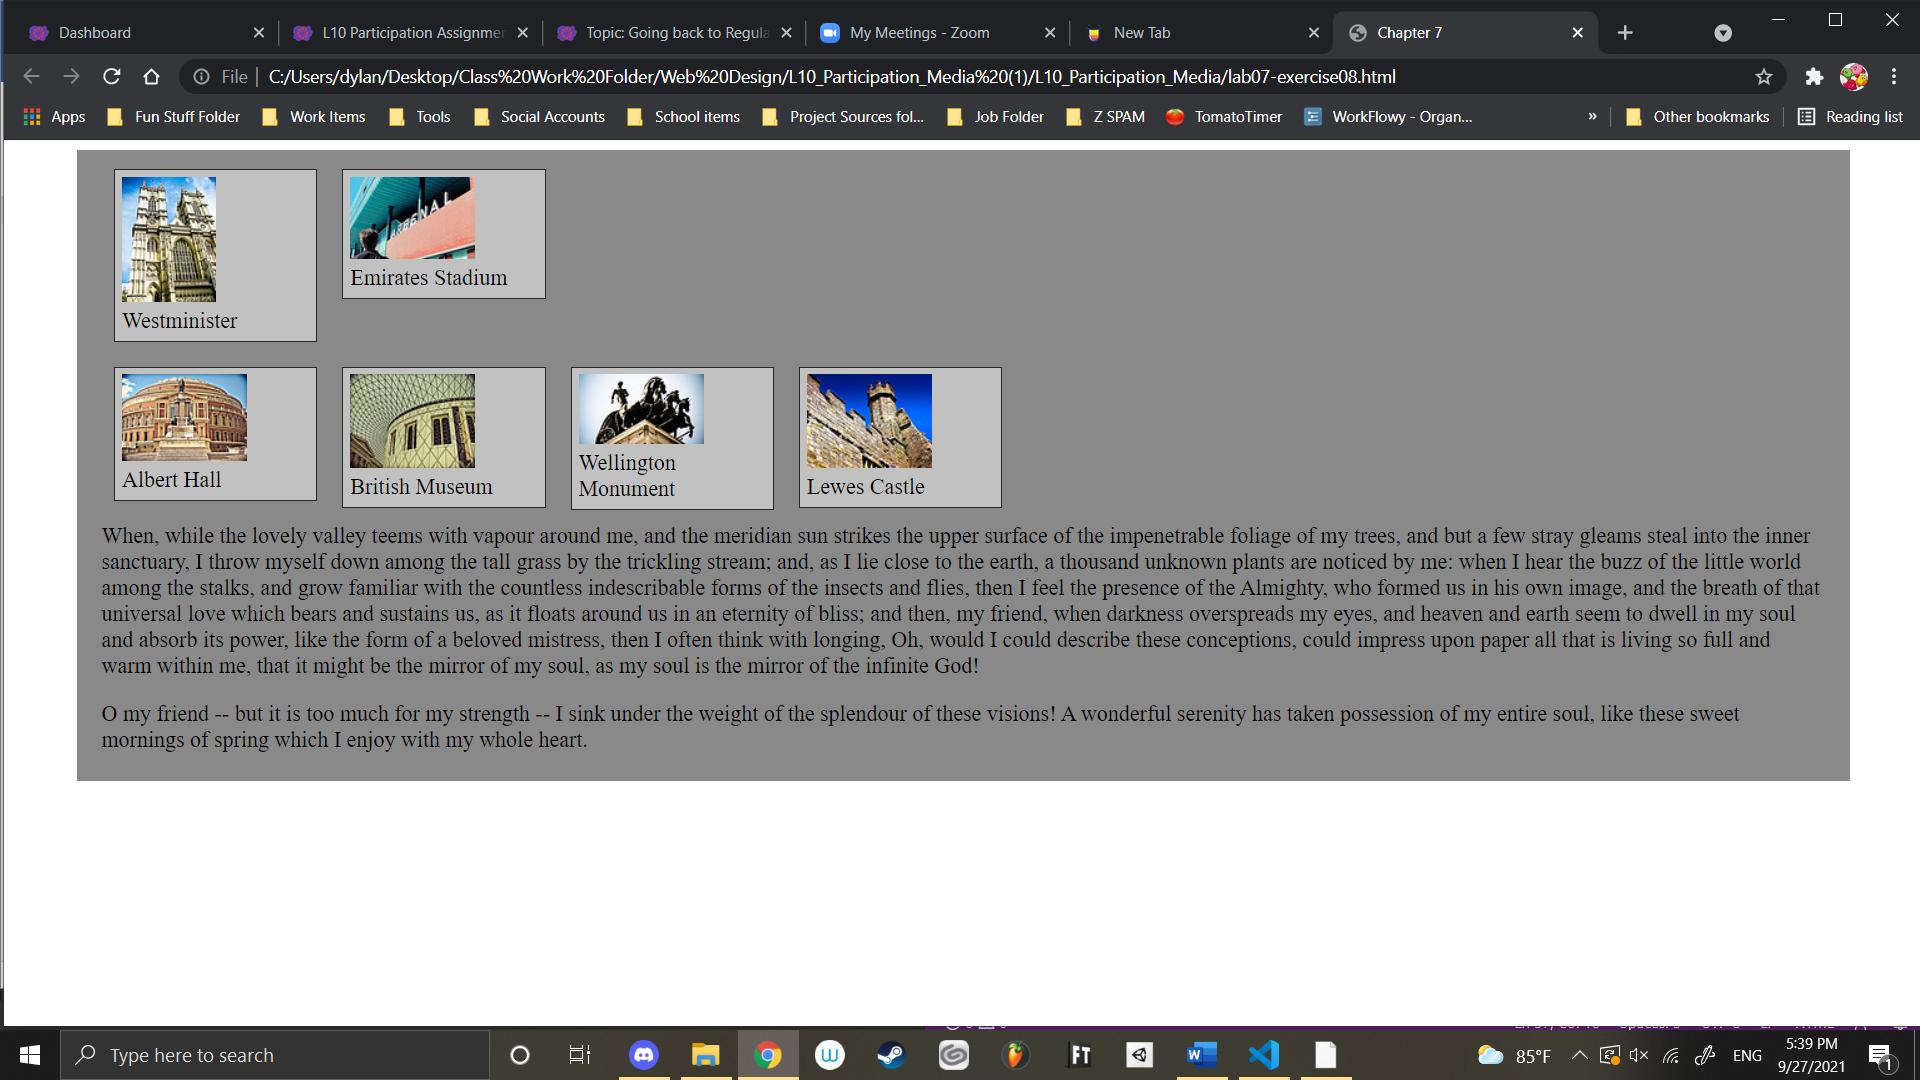 Dashboard
L10 Participation Assignmer
Topic: Going back to Regula
My Meetings - Zoom
New Tab
Chapter 7
File
C:/Users/dylan/Desktop/Class%20Work%20Folder/Web%20Design/L10_Participation_Media%20(1)/L10_Participation_Media/lab07-exercise08.html
Apps
Fun Stuff Folder
Work Items
Tools
Social Accounts
School items
Project Sources fol...
Job Folder
Z SPAM
TomatoTimer
WorkFlowy - Organ...
»
Other bookmarks
Reading list
ARSENAL
Westminister
Emirates Stadium
Albert Hall
British Museum
Wellington
Monument
Lewes Castle
When, while the lovely valley teems with vapour around me, and the meridian sun strikes the upper surface of the impenetrable foliage of my trees, and but a few stray gleams steal into the inner
sanctuary, I throw myself down among the tall grass by the trickling stream; and, as I lie close to the earth, a thousand unknown plants are noticed by me: when I hear the buzz of the little world
among the stalks, and grow familiar with the countless indescribable forms of the insects and flies, then I feel the presence of the Almighty, who formed us in his own image, and the breath of that
universal love which bears and sustains us, as it floats around us in an eternity of bliss; and then, my friend, when darkness overspreads my eyes, and heaven and earth seem to dwell in my soul
and absorb its power, like the form of a beloved mistress, then I often think with longing, Oh, would I could describe these conceptions, could impress upon paper all that is living so full and
warm within me, that it might be the mirror of my soul, as my soul is the mirror of the infinite God!
O my friend -- but it is too much for my strength -- I sink under the weight of the splendour of these visions! A wonderful serenity has taken possession of my entire soul, like these sweet
mornings of spring which I enjoy with my whole heart.
Type here to search
W
FT
W
85°F
ENG
5:39 PM
9/27/2021
1